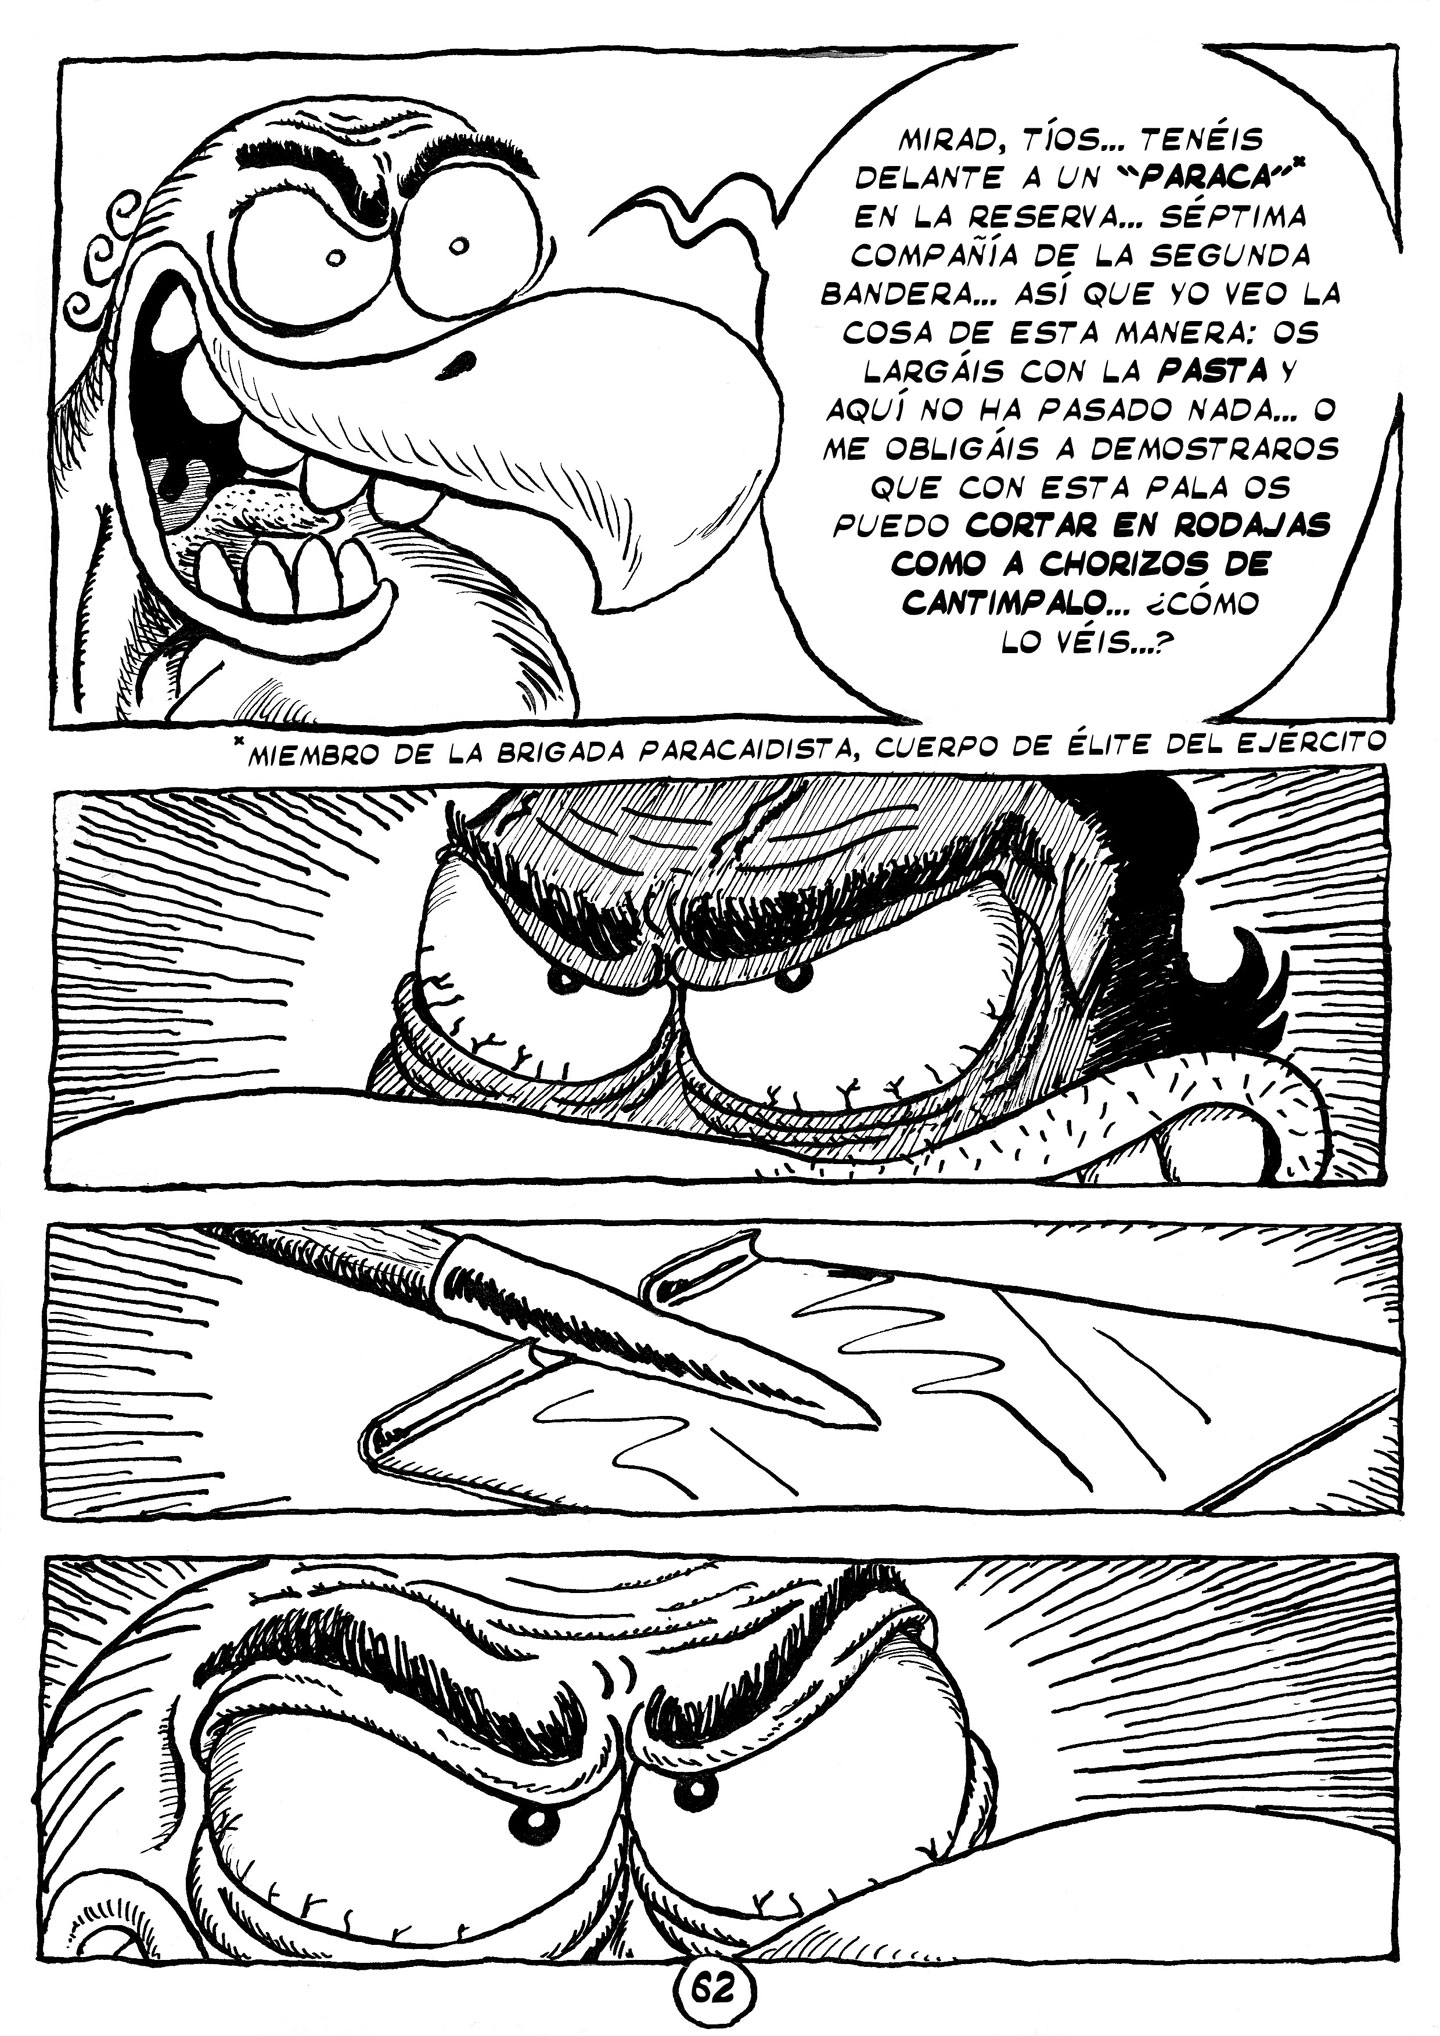 MIRAD, TÍOS... TENÉIS
DELANTE A UN "PARACA"*
EN LA RESERVA... SÉPTIMA
COMPAÑÍA DE LA SEGUNDA
BANDERA... ASÍ QUE YO VEO LA
COSA DE ESTA MANERA: OS
LARGÁIS CON LA PASTA Y
AQUÍ NO HA PASADO NADA... O
ME OBLIGÁIS A DEMOSTRAROS
QUE CON ESTA PALA OS
PUEDO CORTAR EN RODAJAS
COMO A CHORIZOS DE
CANTIMPALO... ¿CÓMO
LO VÉIS...?
*MIEMBRO DE LA BRIGADA PARACAIDISTA, CUERPO DE ÉLITE DEL EJÉRCITO
62